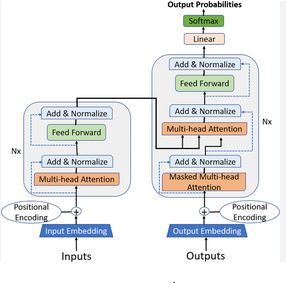 Output Probabilities
Softmax
Linear
Add & Normalize
Feed Forward
Add & Normalize
Multi-head Attention
Nx
Add & Normalize
Masked Multi-head
Attention
Positional
Encoding
Output Embedding
Outputs
Add & Normalize
Feed Forward
Nx
Add & Normalize
Multi-head Attention
Positional
Encoding
Input Embedding
Inputs